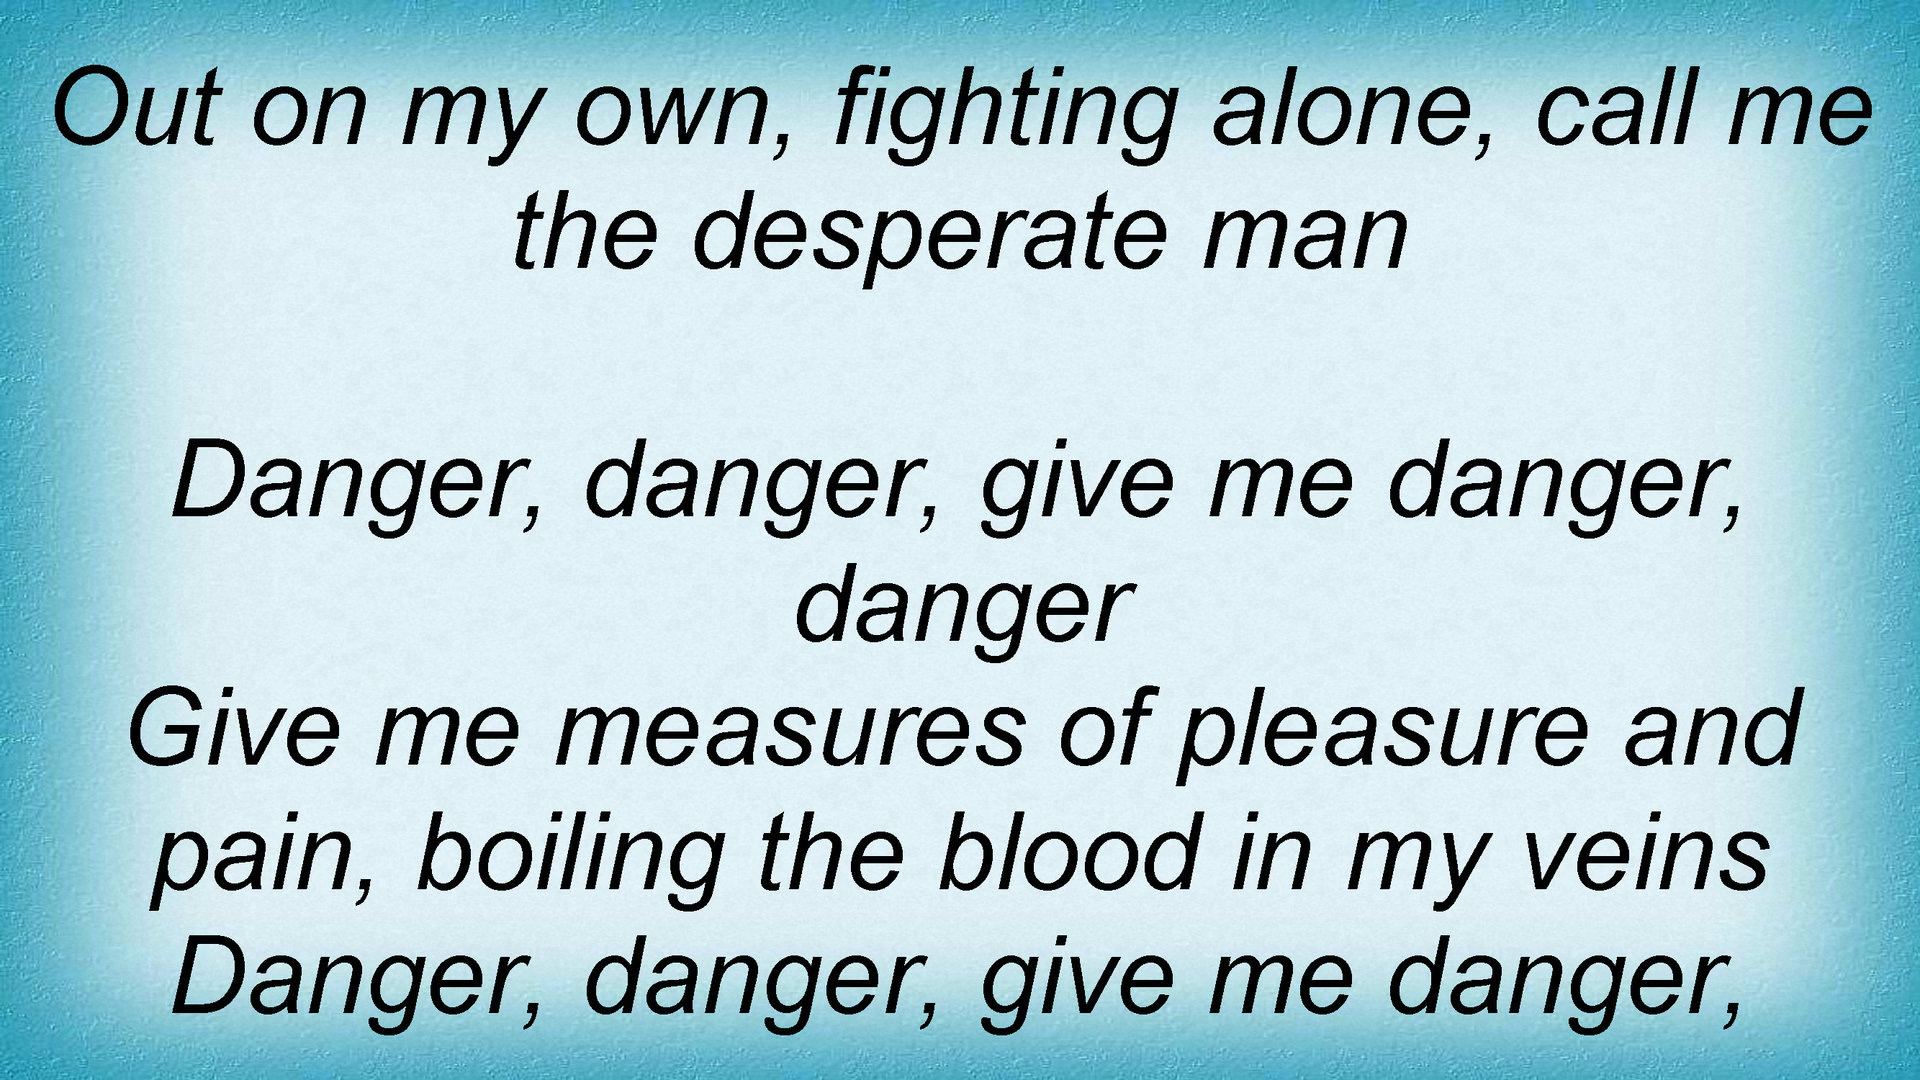 Out on my own, fighting alone, call me
the desperate man
Danger, danger, give me danger,
danger
Give me measures of pleasure and
pain, boiling the blood in my veins
Danger, danger, give me danger,